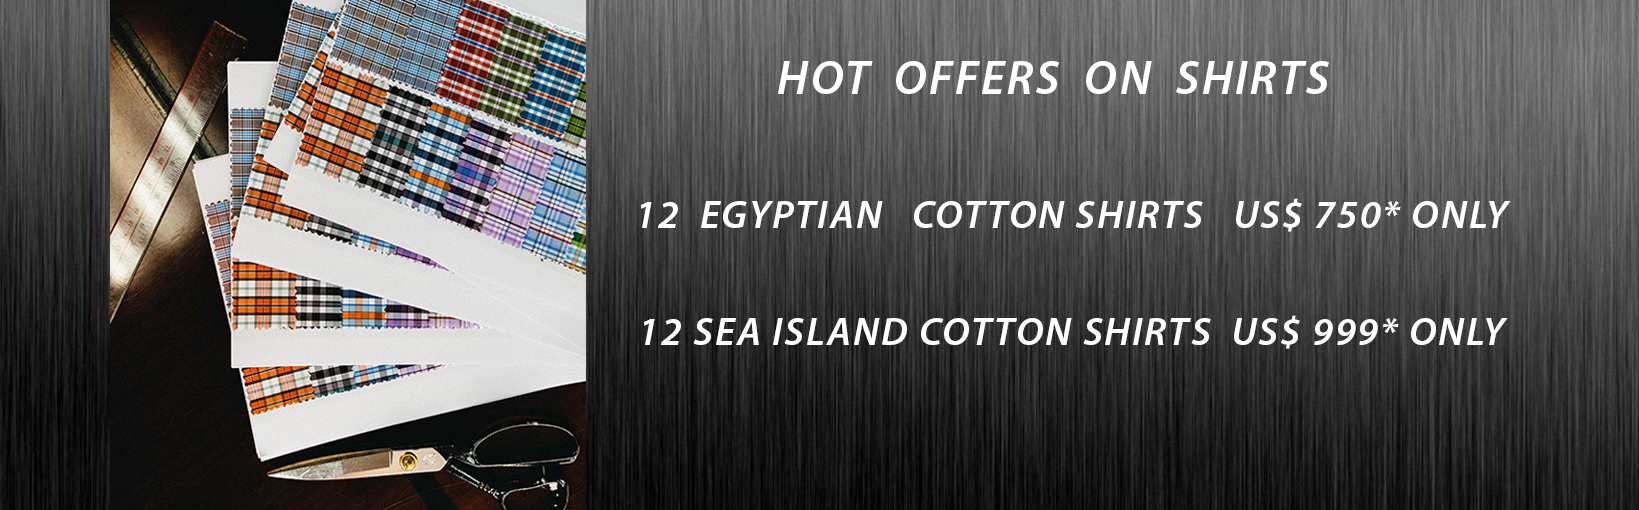 HOT OFFERS ON SHIRTS
12 EGYPTIAN COTTON SHIRTS US$ 750* ONLY
12 SEA ISLAND COTTON SHIRTS US$ 999* ONLY